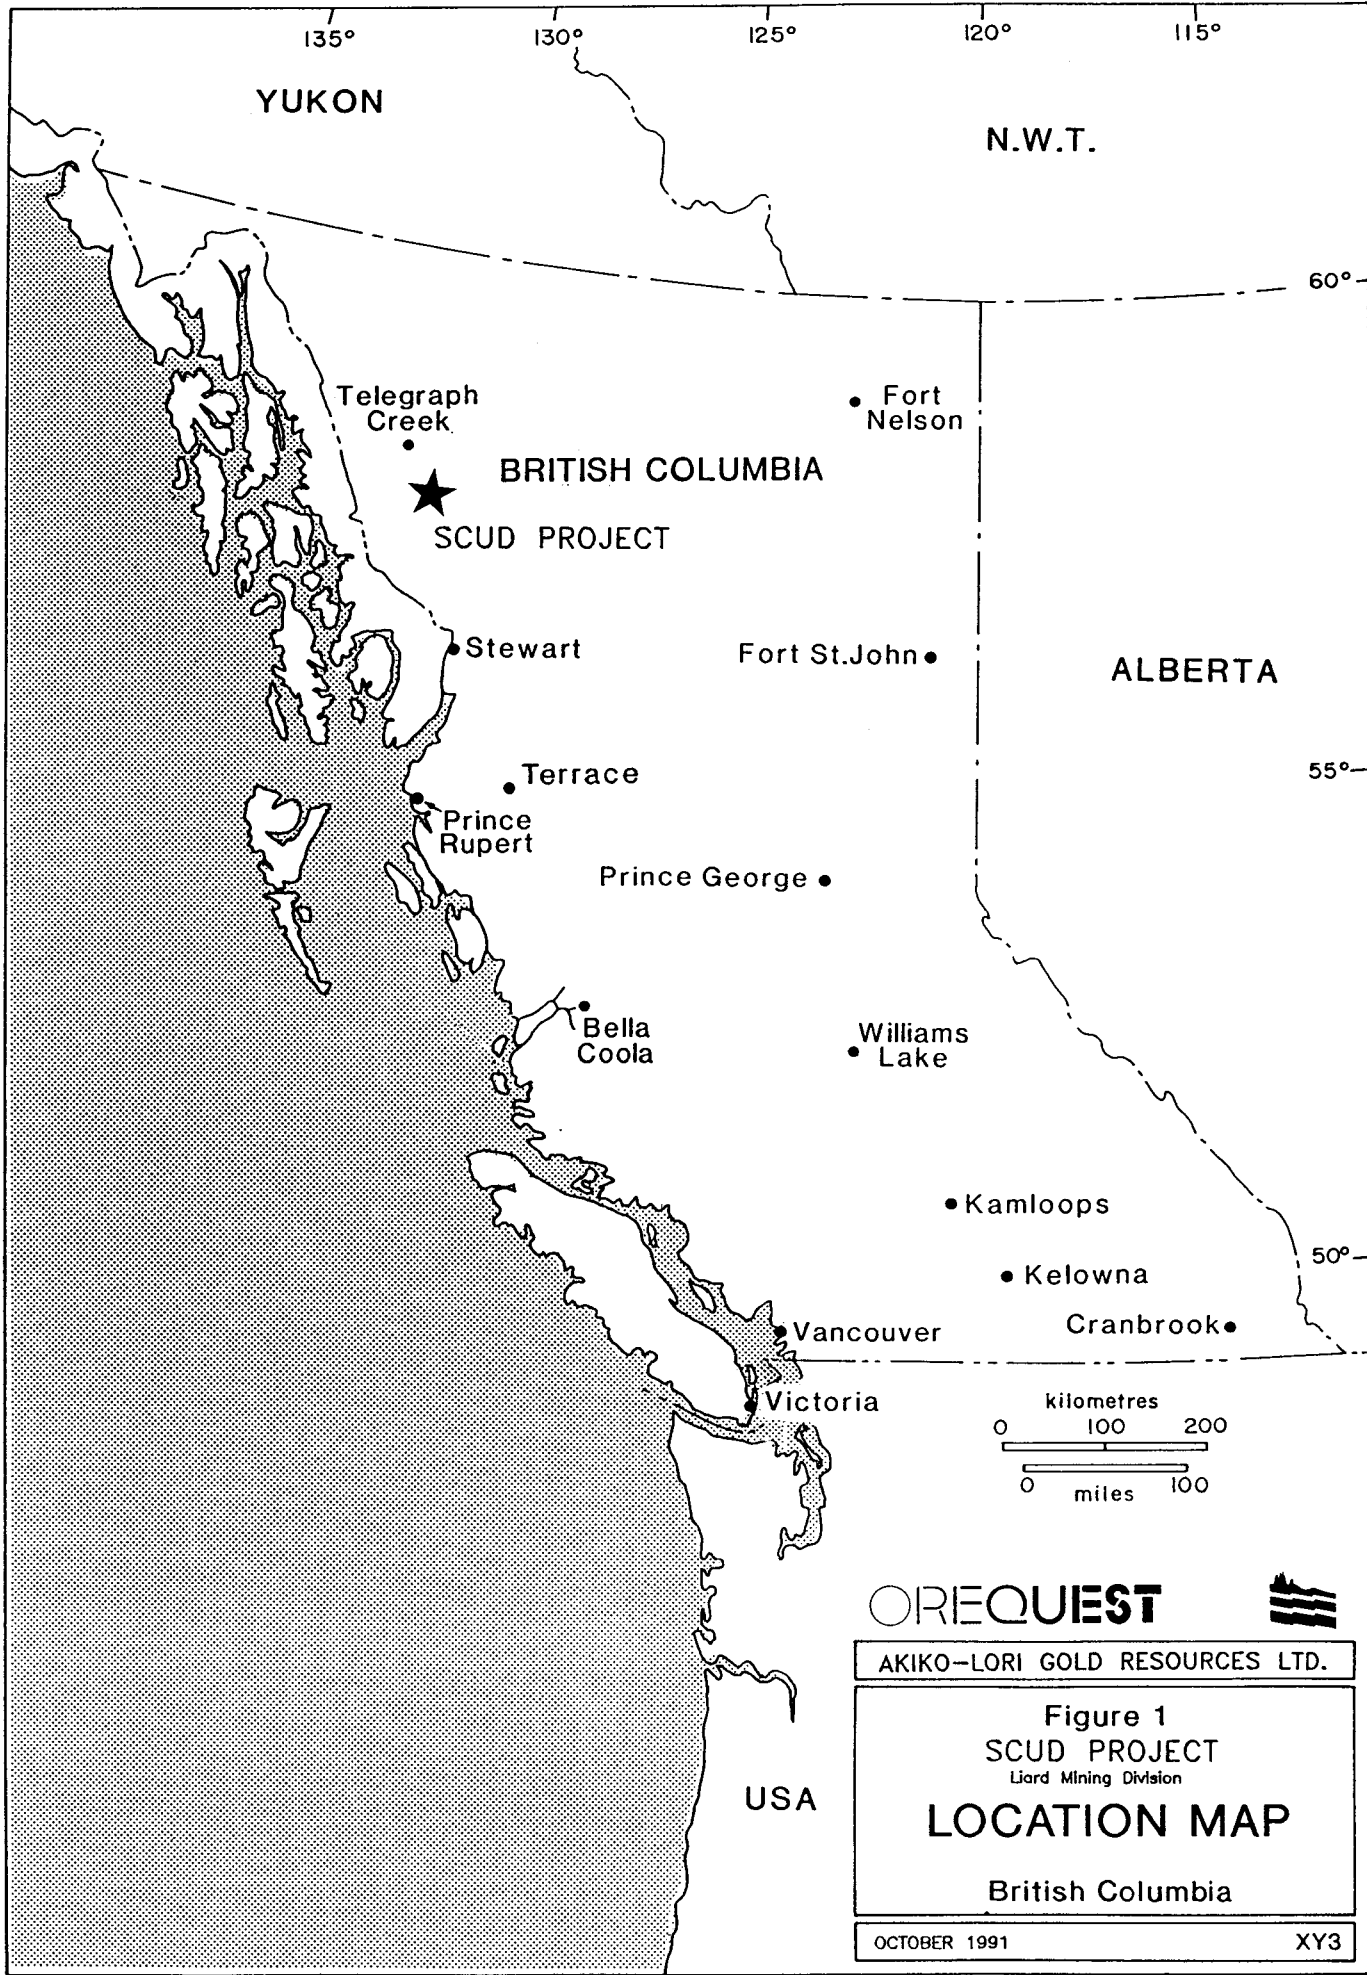 135° 130° 125° 120° 115°
YUKON
N.W.T.
60°
Telegraph
Creek
Fort
Nelson
BRITISH COLUMBIA
SCUD PROJECT
Stewart
Fort St.John
ALBERTA
55°
Terrace
Prince
Rupert
Prince George
Bella
Coola
Williams
Lake
Kamloops
50°
Kelowna
Cranbrook
Vancouver
Victoria
kilometres
0 100 200
0 miles 100
OREQUEST
AKIKO-LORI GOLD RESOURCES LTD.
Figure 1
SCUD PROJECT
Liard Mining Division
LOCATION MAP
British Columbia
USA
OCTOBER 1991 XY3